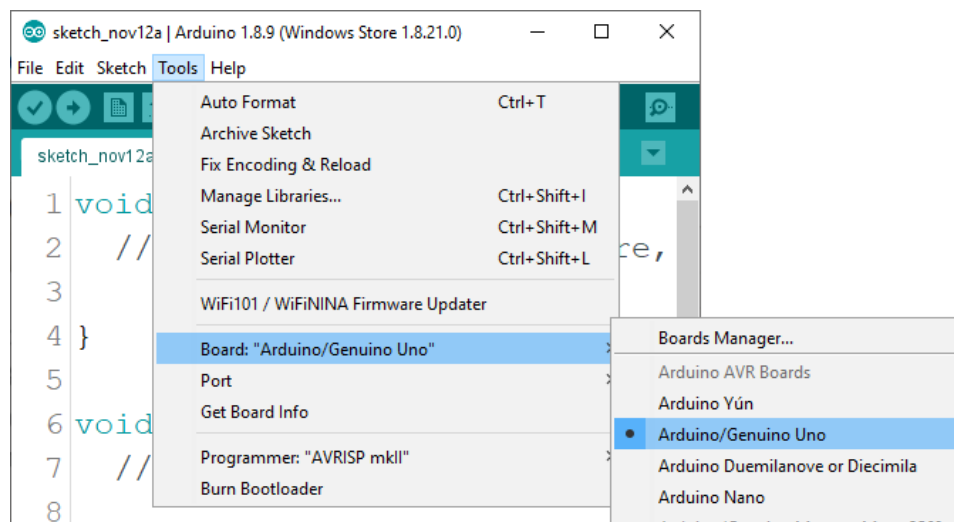 sketch_nov12a | Arduino 1.8.9 (Windows Store 1.8.21.0)
File Edit Sketch Tools Help
sketch_nov12a
1 void
2 // re,
3
4 }
5
6 void
7 //
8
Auto Format Ctrl+T
Archive Sketch
Fix Encoding & Reload
Manage Libraries... Ctrl+Shift+I
Serial Monitor Ctrl+Shift+M
Serial Plotter Ctrl+Shift+L
WiFi101 / WiFiNINA Firmware Updater
Board: "Arduino/Genuino Uno"
Port
Get Board Info
Programmer: "AVRISP mkII"
Burn Bootloader
Boards Manager...
Arduino AVR Boards
Arduino Yún
Arduino/Genuino Uno
Arduino Duemilanove or Diecimila
Arduino Nano